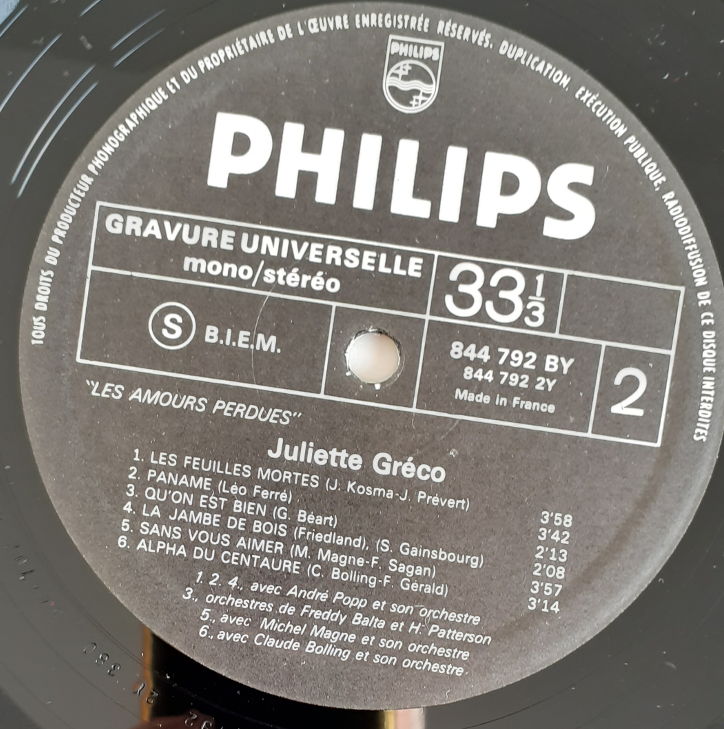 TOUS DROITS DU PRODUCTEUR PHONOGRAPHIQUE ET DU PROPRIÉTAIRE DE L'ŒUVRE ENREGISTRÉE RÉSERVÉS. DUPLICATION, EXÉCUTION PUBLIQUE, RADIODIFFUSION DE CE DISQUE INTERDITES
PHILIPS
PHILIPS
GRAVURE UNIVERSELLE
mono/stéréo
33 1/3
S B.I.E.M.
844 792 BY
844 792 2Y
Made in France
2
"LES AMOURS PERDUES"
Juliette Gréco
1. LES FEUILLES MORTES (J. Kosma-J. Prévert) 3'58
2. PANAME (Léo Ferré) 3'42
3. QU'ON EST BIEN (G. Béart) 2'13
4. LA JAMBE DE BOIS (Friedland), (S. Gainsbourg) 2'08
5. SANS VOUS AIMER (M. Magne-F. Sagan) 3'57
6. ALPHA DU CENTAURE (C. Bolling-F. Gérald) 3'14
1. 2. 4., avec André Popp et son orchestre
3., orchestres de Freddy Balta et H. Patterson
5., avec Michel Magne et son orchestre
6., avec Claude Bolling et son orchestre.